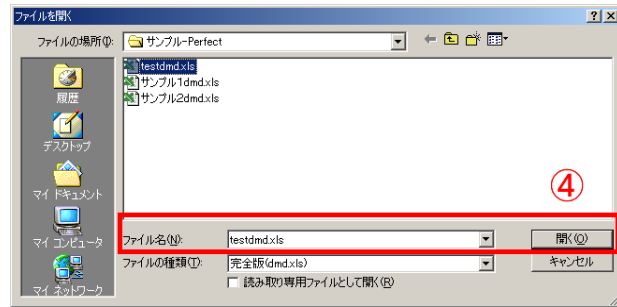 ファイルを開く
ファイルの場所(I):
サンプル-Perfect
testdmd.xls
サンプル1dmd.xls
サンプル2dmd.xls
履歴
デスクトップ
マイ ドキュメント
マイ コンピュータ
マイ ネットワーク
④
ファイル名(N):
testdmd.xls
開く(O)
ファイルの種類(T):
完全版(dmd.xls)
キャンセル
読み取り専用ファイルとして開く(R)